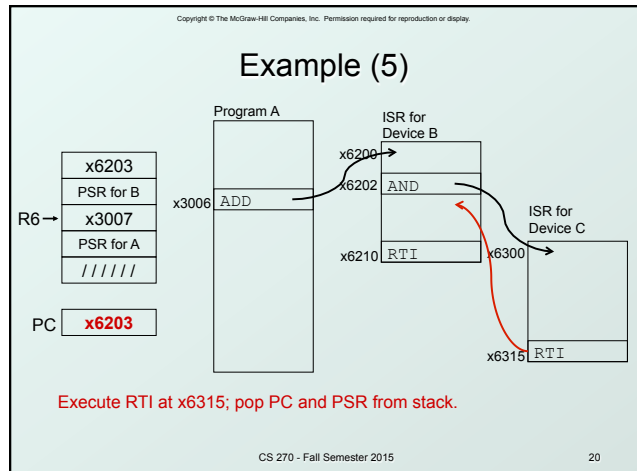 Copyright © The McGraw-Hill Companies, Inc. Permission required for reproduction or display.
Example (5)
Program A
ISR for
Device B
x6200
x6203
PSR for B
x6202
AND
R6
x3007
x3006
ADD
ISR for
Device C
PSR for A
x6210
RTI
x6300
//////
PC
x6203
x6315
RTI
Execute RTI at x6315; pop PC and PSR from stack.
CS 270 - Fall Semester 2015
20